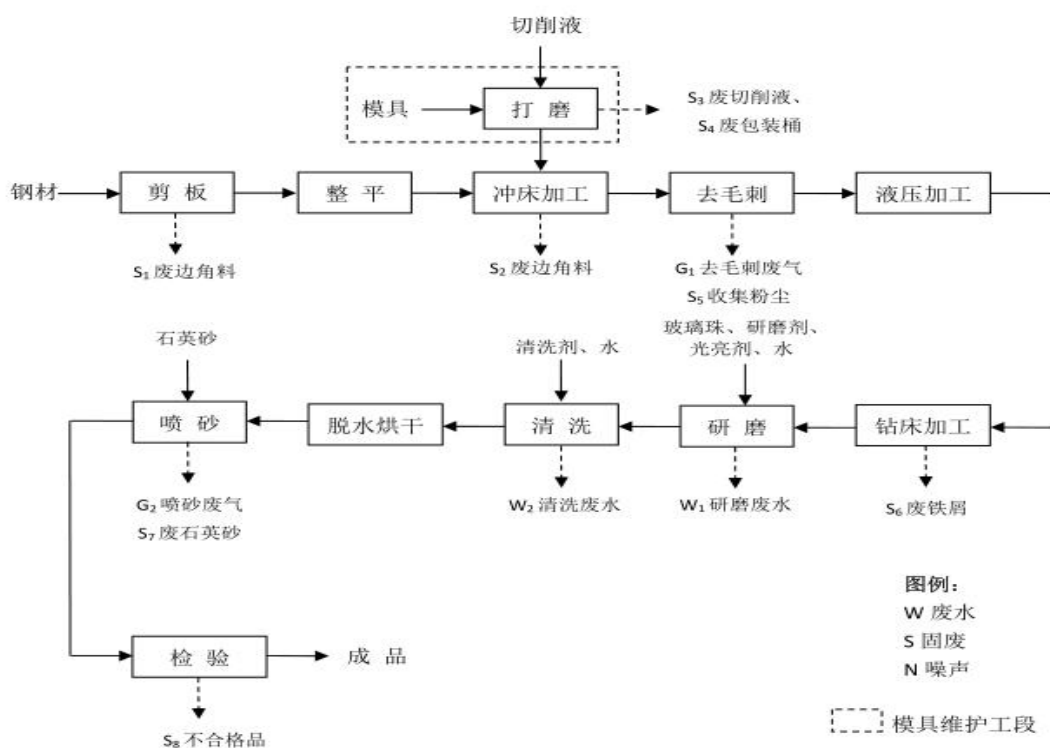 切削液
模具
打 磨
S₃ 废切削液、
S₄ 废包装桶
钢材
剪 板
整 平
冲床加工
去毛刺
液压加工
S₁ 废边角料
S₂ 废边角料
G₁ 去毛刺废气
S₅ 收集粉尘
石英砂
清洗剂、水
玻璃珠、研磨剂、
光亮剂、水
喷 砂
脱水烘干
清 洗
研 磨
钻床加工
G₂ 喷砂废气
S₇ 废石英砂
W₂ 清洗废水
W₁ 研磨废水
S₆ 废铁屑
图例：
W 废水
S 固废
N 噪声
模具维护工段
检 验
成 品
S₈ 不合格品